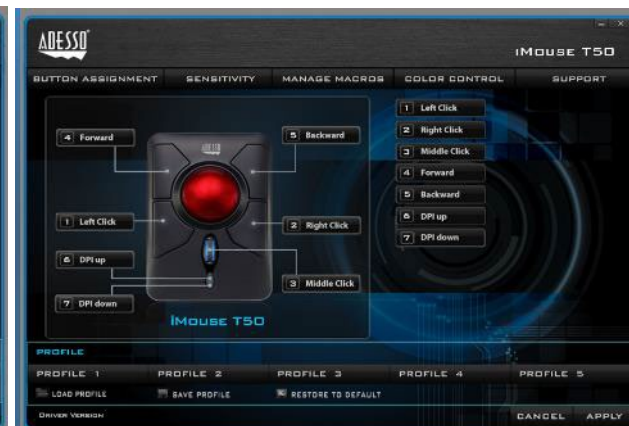 ADESSO
iMouse T50
BUTTON ASSIGNMENT SENSITIVITY MANAGE MACROS COLOR CONTROL SUPPORT
4 Forward
5 Backward
1 Left Click
2 Right Click
6 DPI up
3 Middle Click
7 DPI down
iMouse T50
1 Left Click
2 Right Click
3 Middle Click
4 Forward
5 Backward
6 DPI up
7 DPI down
PROFILE
PROFILE 1 PROFILE 2 PROFILE 3 PROFILE 4 PROFILE 5
LOAD PROFILE SAVE PROFILE RESTORE TO DEFAULT
DRIVER VERSION CANCEL APPLY